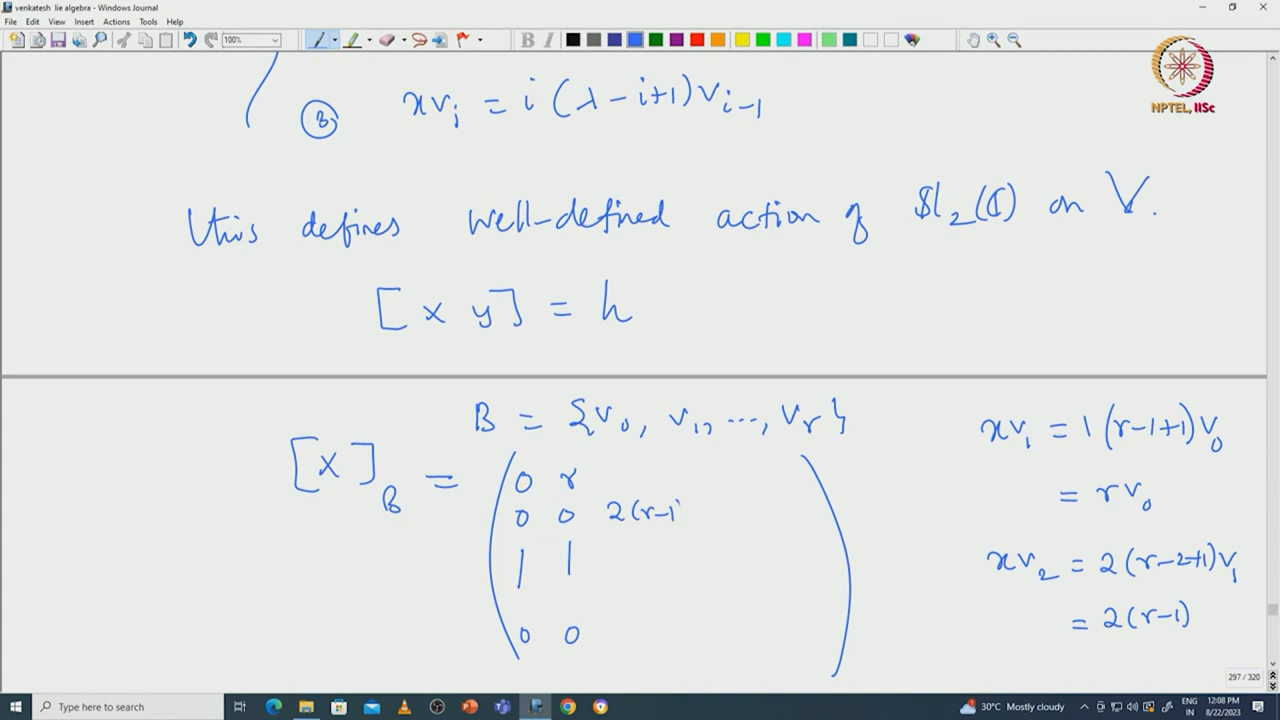 venkatesh lie algebra - Windows Journal
File Edit View Insert Actions Tools Help
100%
B I
NPTEL, IISc
③ xv_i = i (λ - i+1) v_{i-1}
this defines well-defined action of sl_2(ℂ) on V.
[x y] = h
B = {v_0, v_1, ..., v_r}
[x]_B =
0 r
0 0 2(r-1
| |
0 0
xv_1 = 1 (r-1+1) v_0
= r v_0
xv_2 = 2(r-2+1) v_1
= 2(r-1)
297 / 320
Type here to search
30°C Mostly cloudy
ENG
IN
12:08 PM
8/22/2023